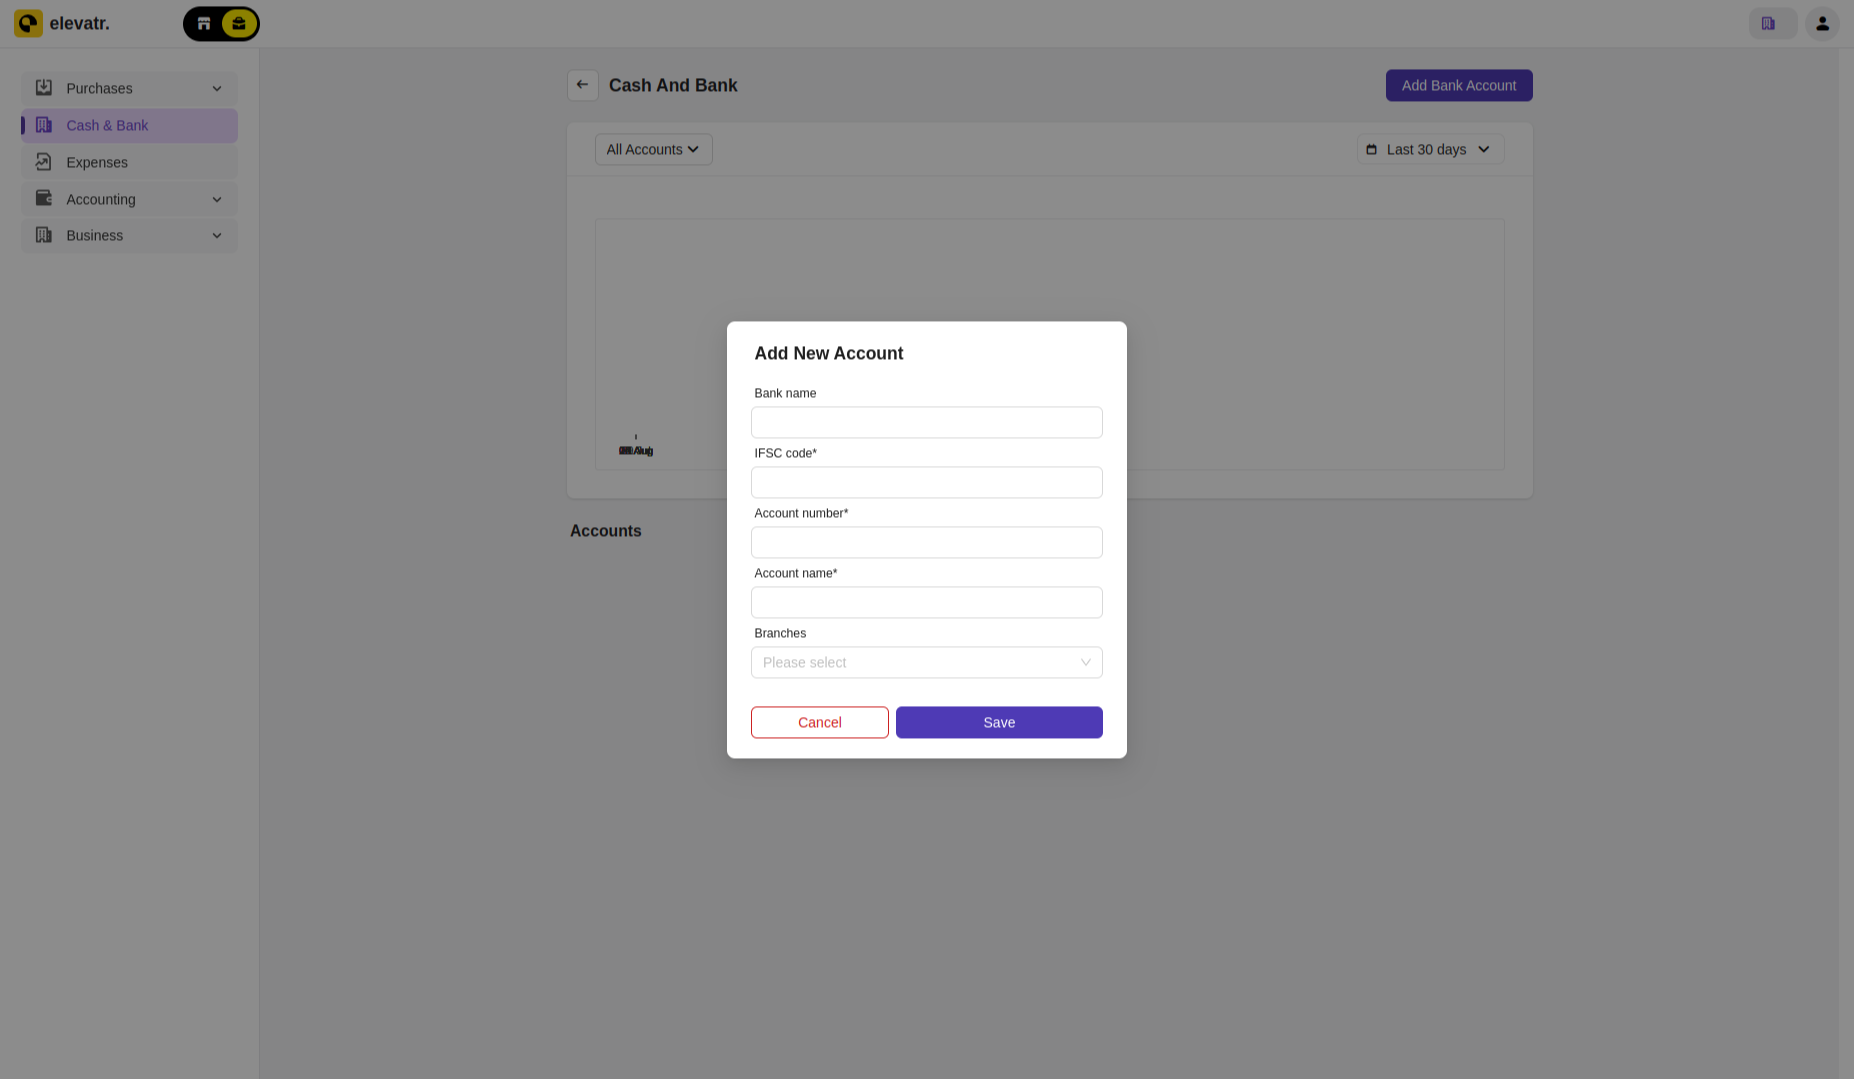 elevatr.
Purchases
Cash & Bank
Expenses
Accounting
Business
Cash And Bank
Add Bank Account
All Accounts
Last 30 days
Accounts
Add New Account
Bank name
IFSC code*
Account number*
Account name*
Branches
Please select
Cancel
Save